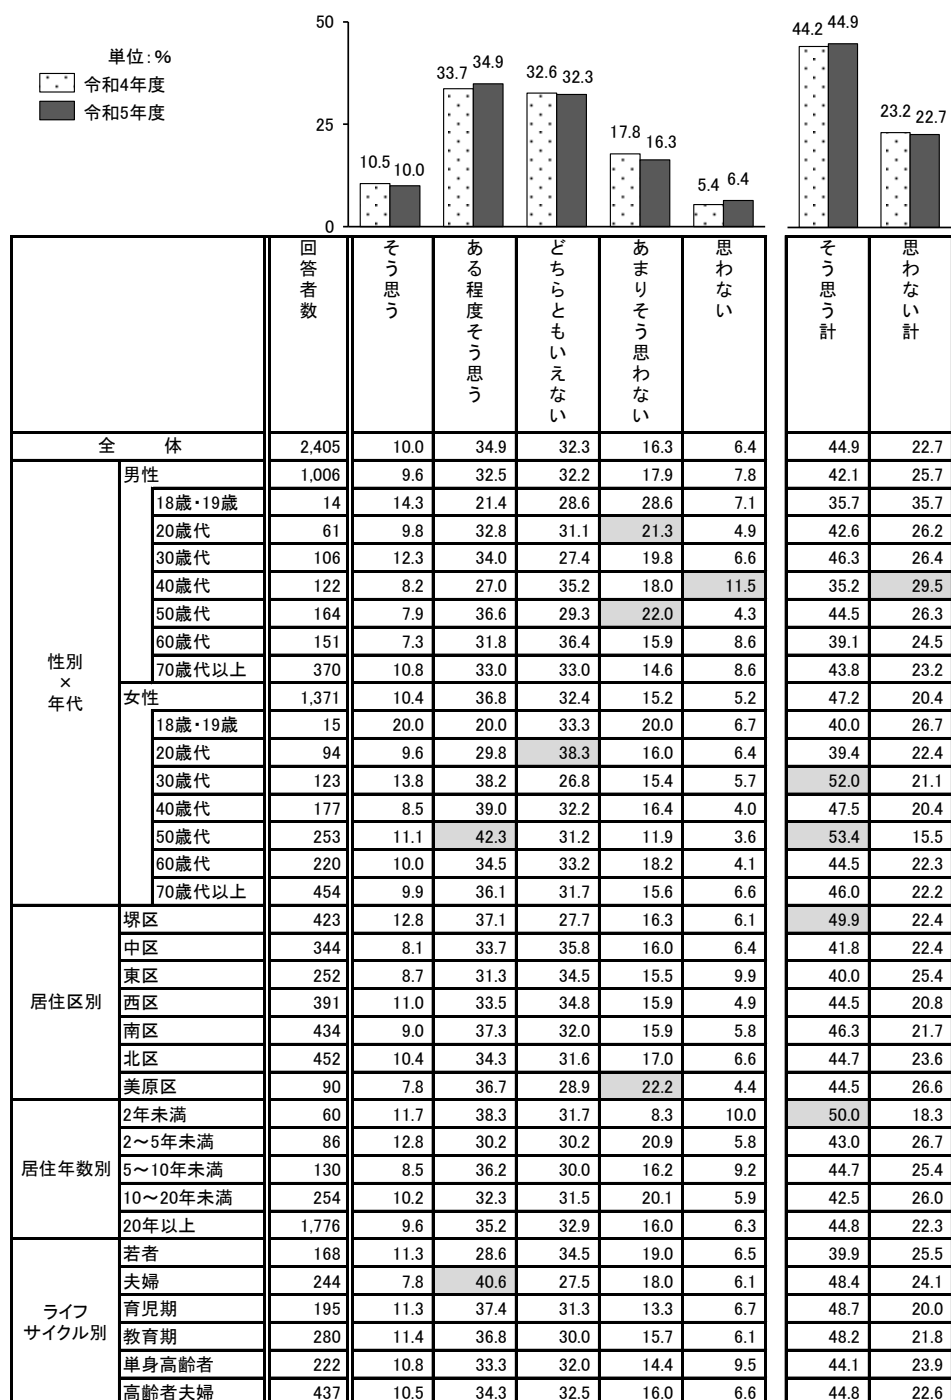 50
25
0
単位:%
令和4年度
令和5年度
10.5 10.0
33.7 34.9
32.6 32.3
17.8 16.3
5.4 6.4
44.2 44.9
23.2 22.7
回答者数 そう思う ある程度そう思う どちらともいえない あまりそう思わない 思わない そう思う計 思わない計
全体 2,405 10.0 34.9 32.3 16.3 6.4 44.9 22.7
性別
×
年代
男性 1,006 9.6 32.5 32.2 17.9 7.8 42.1 25.7
18歳・19歳 14 14.3 21.4 28.6 28.6 7.1 35.7 35.7
20歳代 61 9.8 32.8 31.1 21.3 4.9 42.6 26.2
30歳代 106 12.3 34.0 27.4 19.8 6.6 46.3 26.4
40歳代 122 8.2 27.0 35.2 18.0 11.5 35.2 29.5
50歳代 164 7.9 36.6 29.3 22.0 4.3 44.5 26.3
60歳代 151 7.3 31.8 36.4 15.9 8.6 39.1 24.5
70歳代以上 370 10.8 33.0 33.0 14.6 8.6 43.8 23.2
女性 1,371 10.4 36.8 32.4 15.2 5.2 47.2 20.4
18歳・19歳 15 20.0 20.0 33.3 20.0 6.7 40.0 26.7
20歳代 94 9.6 29.8 38.3 16.0 6.4 39.4 22.4
30歳代 123 13.8 38.2 26.8 15.4 5.7 52.0 21.1
40歳代 177 8.5 39.0 32.2 16.4 4.0 47.5 20.4
50歳代 253 11.1 42.3 31.2 11.9 3.6 53.4 15.5
60歳代 220 10.0 34.5 33.2 18.2 4.1 44.5 22.3
70歳代以上 454 9.9 36.1 31.7 15.6 6.6 46.0 22.2
居住区別
堺区 423 12.8 37.1 27.7 16.3 6.1 49.9 22.4
中区 344 8.1 33.7 35.8 16.0 6.4 41.8 22.4
東区 252 8.7 31.3 34.5 15.5 9.9 40.0 25.4
西区 391 11.0 33.5 34.8 15.9 4.9 44.5 20.8
南区 434 9.0 37.3 32.0 15.9 5.8 46.3 21.7
北区 452 10.4 34.3 31.6 17.0 6.6 44.7 23.6
美原区 90 7.8 36.7 28.9 22.2 4.4 44.5 26.6
居住年数別
2年未満 60 11.7 38.3 31.7 8.3 10.0 50.0 18.3
2～5年未満 86 12.8 30.2 30.2 20.9 5.8 43.0 26.7
5～10年未満 130 8.5 36.2 30.0 16.2 9.2 44.7 25.4
10～20年未満 254 10.2 32.3 31.5 20.1 5.9 42.5 26.0
20年以上 1,776 9.6 35.2 32.9 16.0 6.3 44.8 22.3
ライフ
サイクル別
若者 168 11.3 28.6 34.5 19.0 6.5 39.9 25.5
夫婦 244 7.8 40.6 27.5 18.0 6.1 48.4 24.1
育児期 195 11.3 37.4 31.3 13.3 6.7 48.7 20.0
教育期 280 11.4 36.8 30.0 15.7 6.1 48.2 21.8
単身高齢者 222 10.8 33.3 32.0 14.4 9.5 44.1 23.9
高齢者夫婦 437 10.5 34.3 32.5 16.0 6.6 44.8 22.6